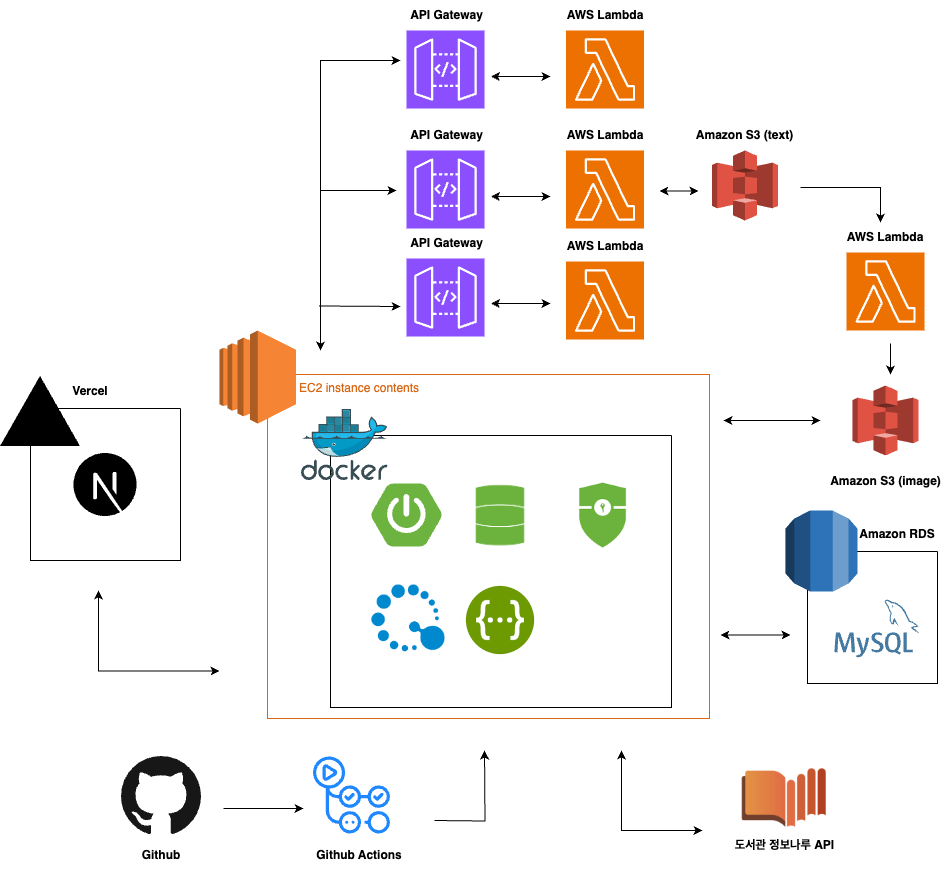 API Gateway
AWS Lambda
API Gateway
AWS Lambda
Amazon S3 (text)
API Gateway
AWS Lambda
AWS Lambda
EC2 instance contents
Vercel
docker
Amazon S3 (image)
Amazon RDS
MySQL
Github
Github Actions
도서관 정보나루 API